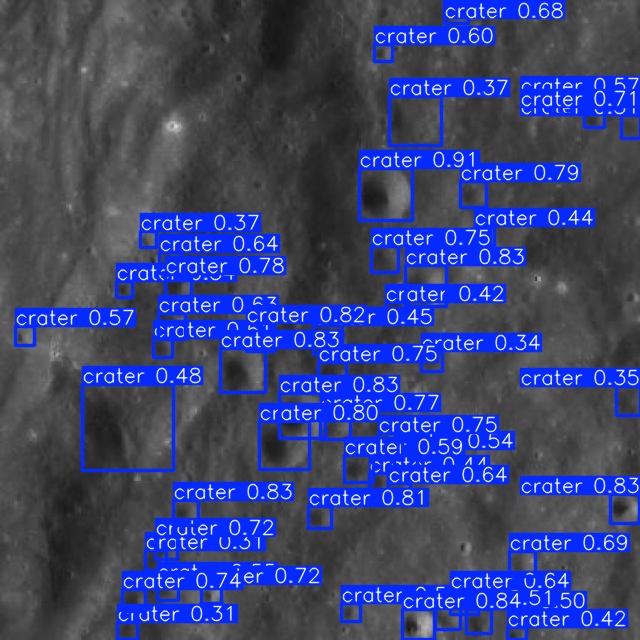 crater 0.68
crater 0.60
crater 0.37
crater 0.57
crater 0.71
crater 0.91
crater 0.79
crater 0.44
crater 0.37
crater 0.75
crater 0.64
crater 0.83
crater 0.78
crater 0.42
crater 0.63
crater 0.57
crater 0.82
0.45
crater 0.83
crater 0.34
crater 0.75
crater 0.48
crater 0.35
crater 0.83
0.77
crater 0.80
crater 0.75
crater 0.59
0.54
crater 0.64
crater 0.83
crater 0.83
crater 0.81
crater 0.72
crater 0.69
crater 0.74
0.72
crater 0.64
crater 0.84
crater 0.31
crater 0.42